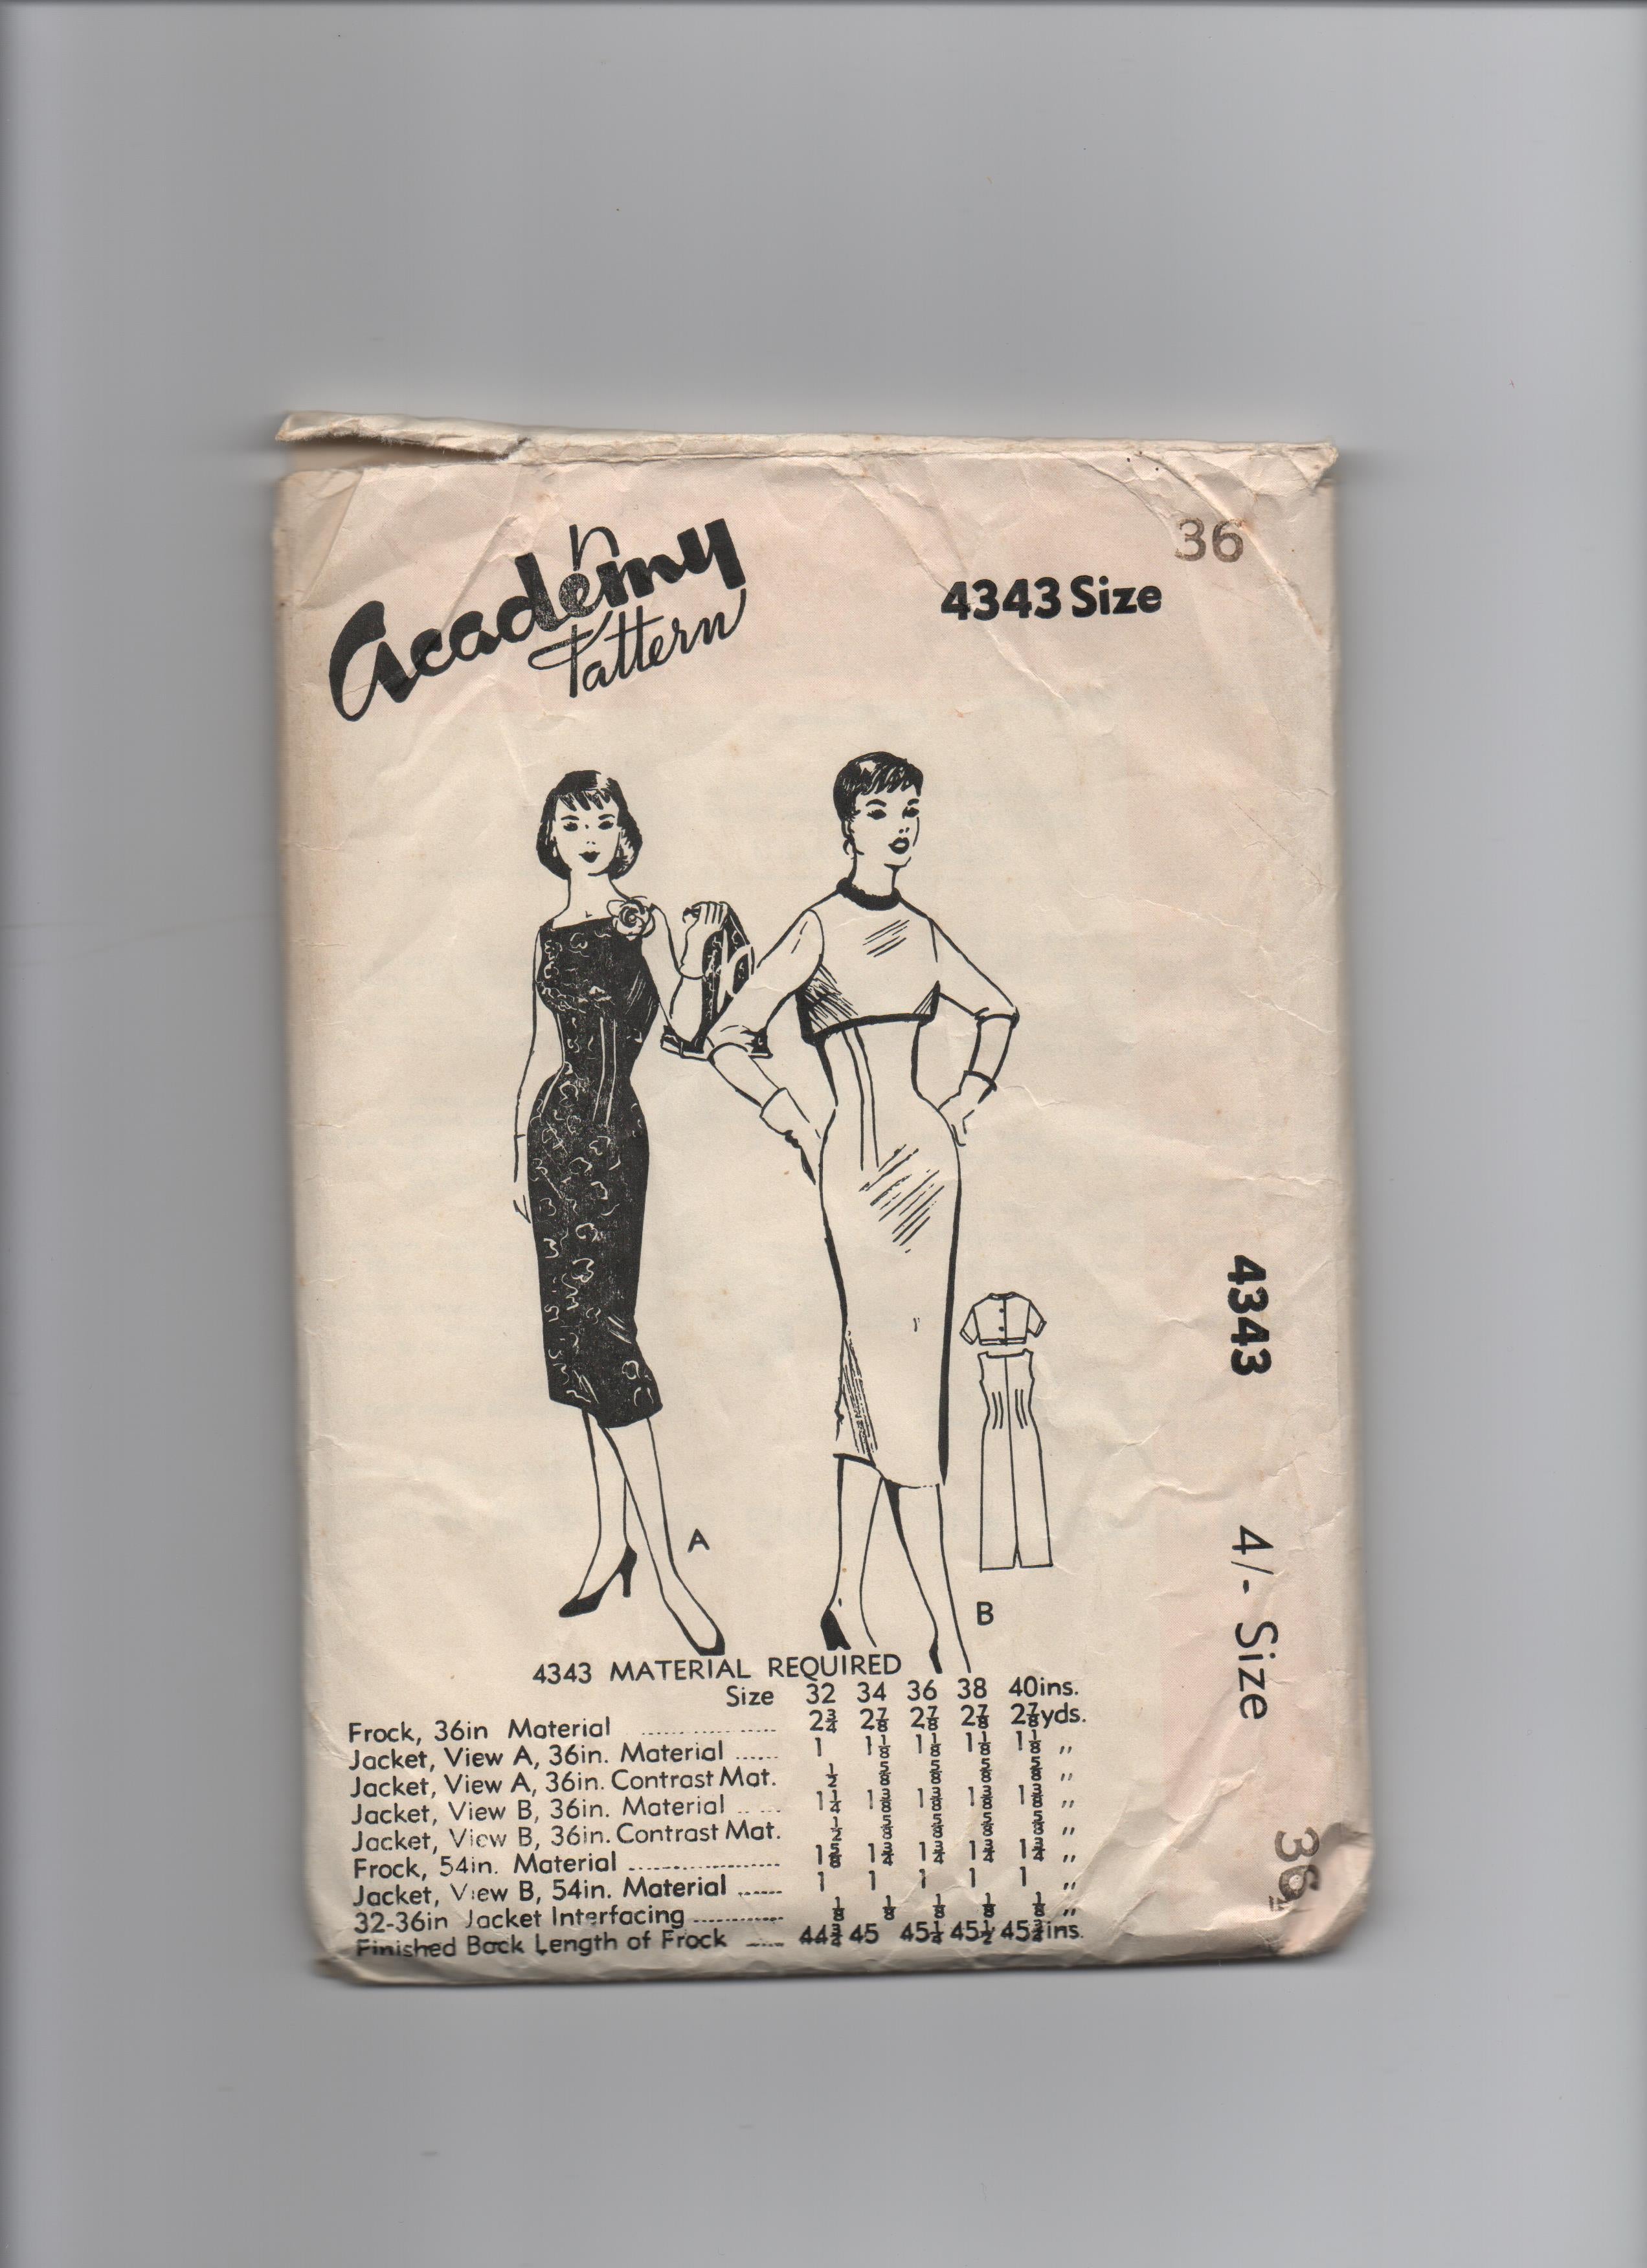 Academy
Pattern
36
4343 Size
A
B
4343
4/- Size
36
4343 MATERIAL REQUIRED
Size 32 34 36 38 40ins.
Frock, 36in Material .................. 2¾ 2⅞ 2⅞ 2⅞ 2⅞yds.
Jacket, View A, 36in. Material ...... 1 1⅛ 1⅛ 1⅛ 1⅛ ,,
Jacket, View A, 36in. Contrast Mat. ½ ⅝ ⅝ ⅝ ⅝ ,,
Jacket, View B, 36in. Material ...... 1¼ 1⅜ 1⅜ 1⅜ 1⅜ ,,
Jacket, View B, 36in. Contrast Mat. ½ ⅝ ⅝ ⅝ ⅝ ,,
Frock, 54in. Material .................. 1⅝ 1¾ 1¾ 1¾ 1¾ ,,
Jacket, View B, 54in. Material ...... 1 1 1 1 1 ,,
32-36in Jacket Interfacing ............ ⅛ ⅛ ⅛ ⅛ ⅛ ,,
Finished Back Length of Frock ..... 44¾ 45 45¼ 45½ 45¾ins.